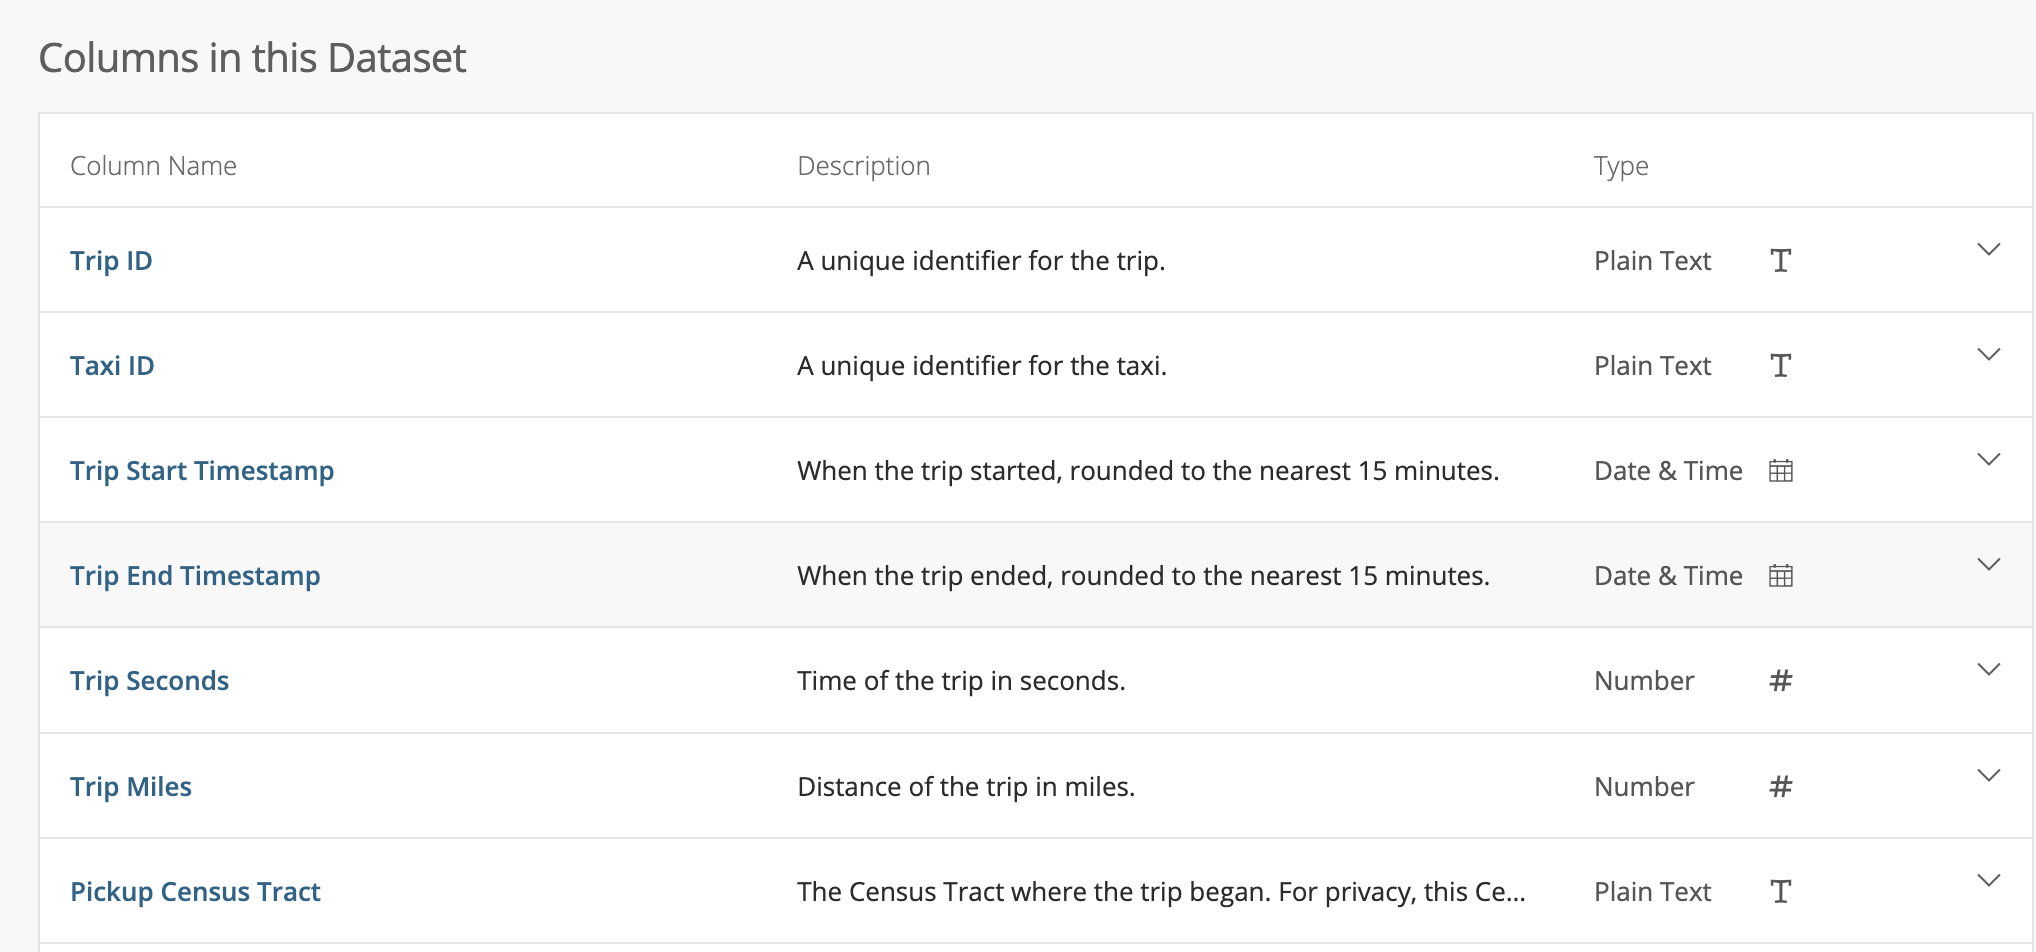 Columns in this Dataset
Column Name Description Type
Trip ID A unique identifier for the trip. Plain Text T
Taxi ID A unique identifier for the taxi. Plain Text T
Trip Start Timestamp When the trip started, rounded to the nearest 15 minutes. Date & Time
Trip End Timestamp When the trip ended, rounded to the nearest 15 minutes. Date & Time
Trip Seconds Time of the trip in seconds. Number #
Trip Miles Distance of the trip in miles. Number #
Pickup Census Tract The Census Tract where the trip began. For privacy, this Ce... Plain Text T